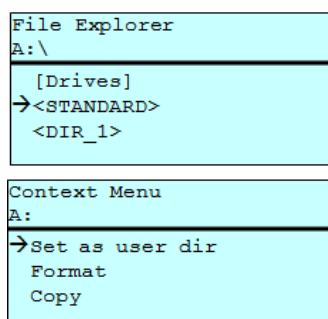 File Explorer
A:\
[Drives]
→<STANDARD>
<DIR_1>
Context Menu
A:
→Set as user dir
Format
Copy